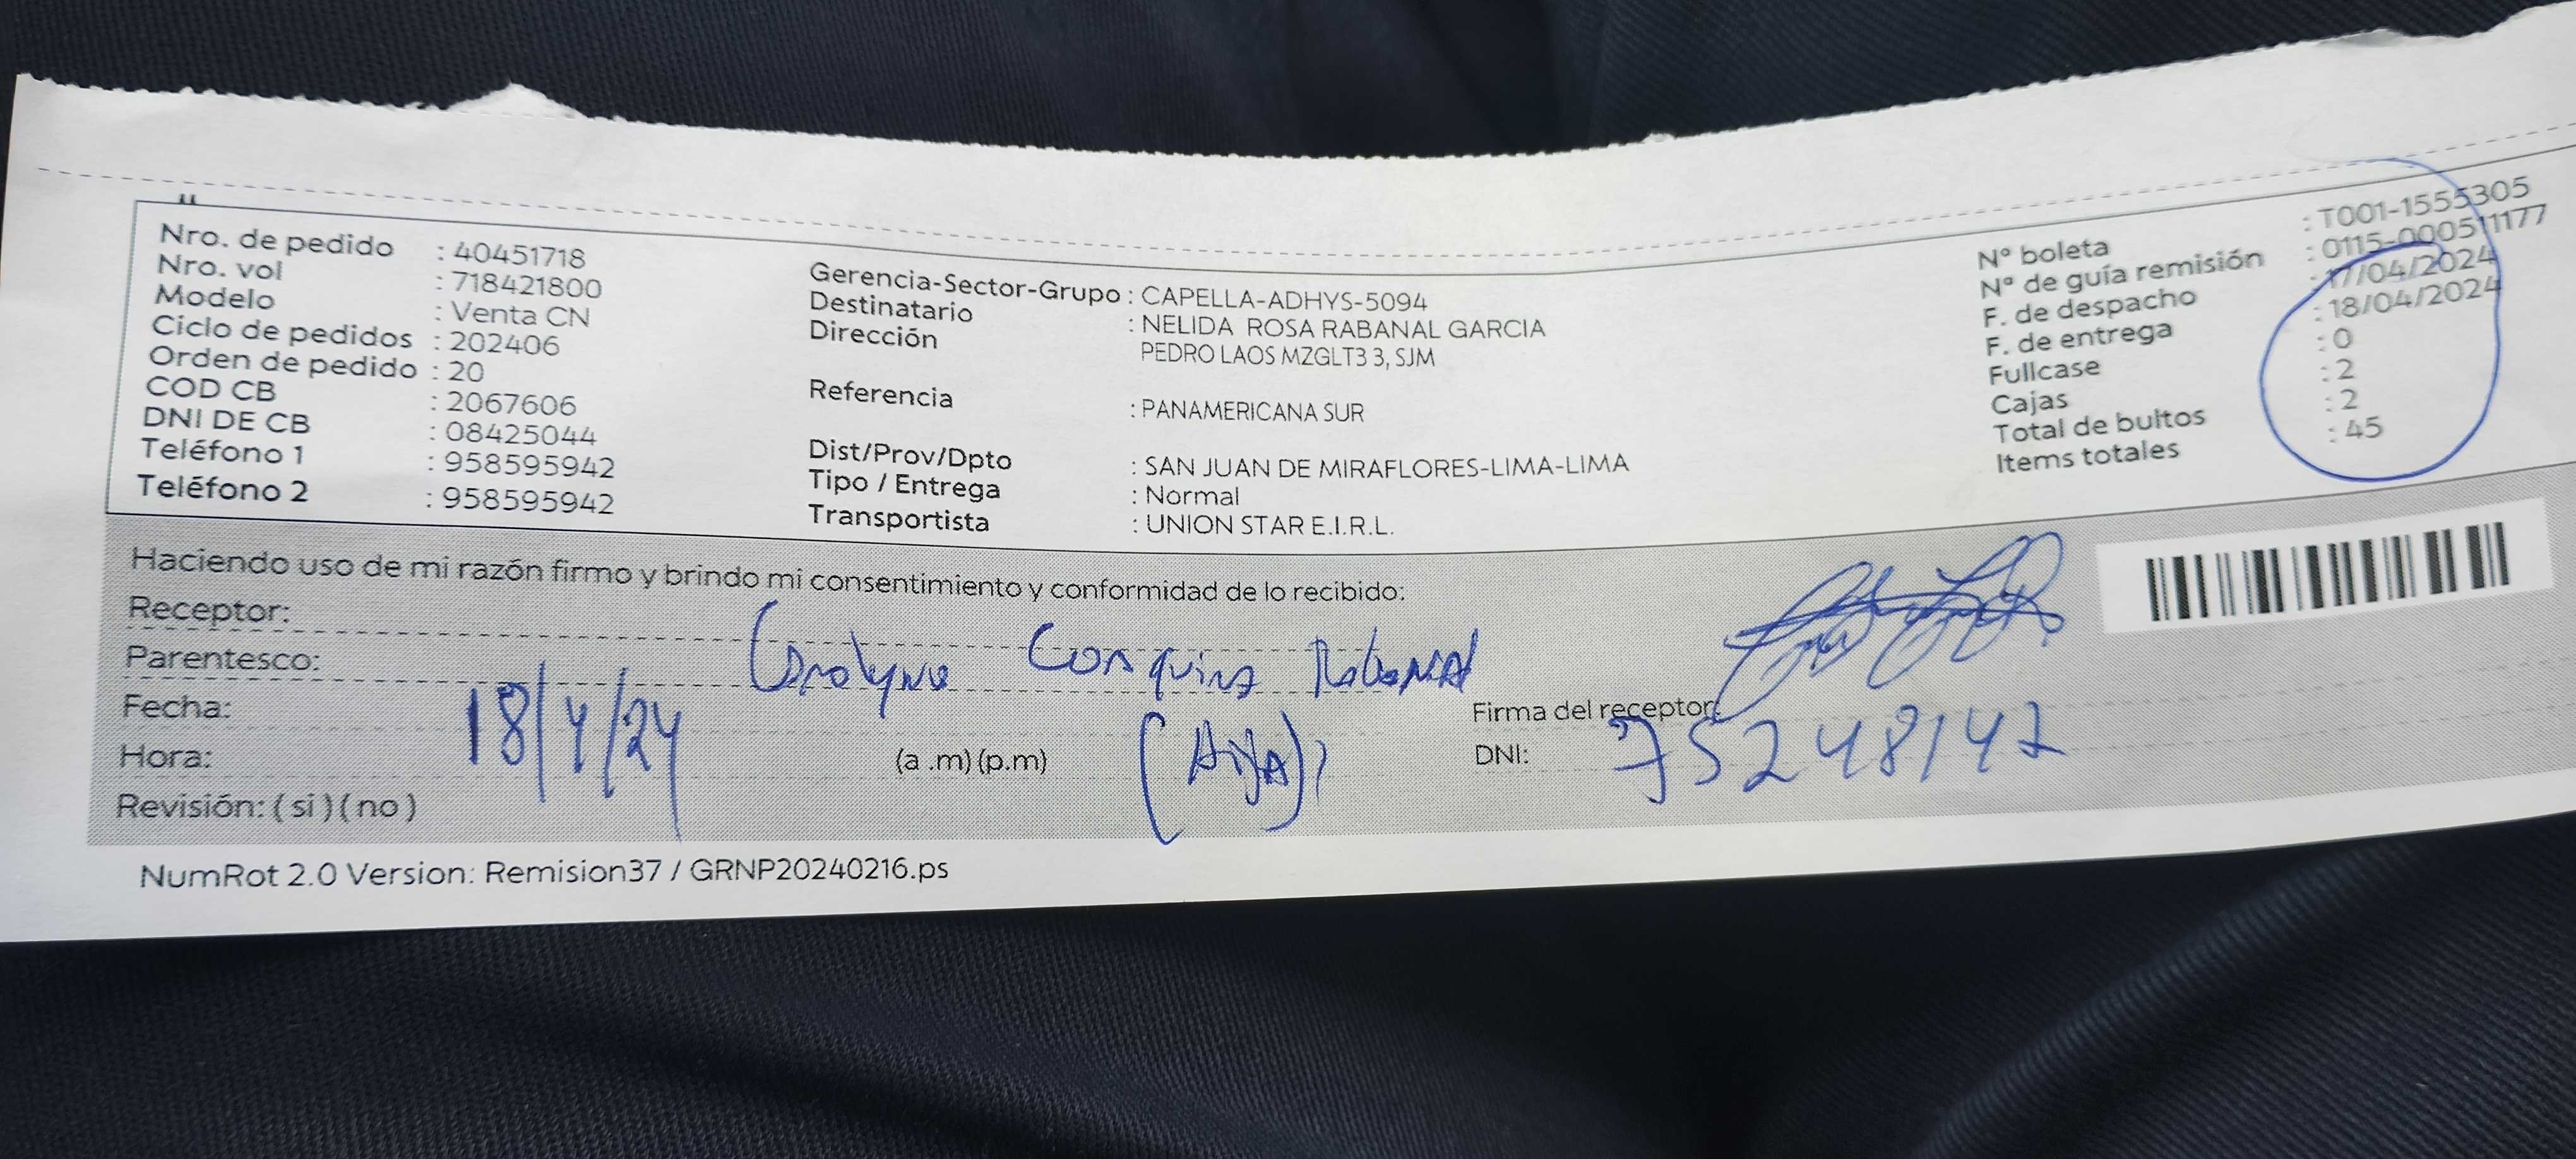 Nro. de pedido : 40451718
Nro. vol : 718421800
Modelo : Venta CN
Ciclo de pedidos : 202406
Orden de pedido : 20
COD CB : 2067606
DNI DE CB : 08425044
Teléfono 1 : 958595942
Teléfono 2 : 958595942
Gerencia-Sector-Grupo : CAPELLA-ADHYS-5094
Destinatario : NELIDA ROSA RABANAL GARCIA
Dirección PEDRO LAOS MZGLT3 3, SJM
Referencia : PANAMERICANA SUR
Dist/Prov/Dpto : SAN JUAN DE MIRAFLORES-LIMA-LIMA
Tipo / Entrega : Normal
Transportista : UNION STAR E.I.R.L.
N° boleta : T001-1555305
N° de guía remisión : 0115-000511177
F. de despacho : 17/04/2024
F. de entrega : 18/04/2024
Fullcase : 0
Cajas : 2
Total de bultos : 2
Items totales : 45
Haciendo uso de mi razón firmo y brindo mi consentimiento y conformidad de lo recibido:
Receptor:
Parentesco: Rabanal
Fecha: 18/4/24
Hora: (a .m) (p.m) (Hija)
Revisión: ( si ) ( no )
Firma del receptor:
DNI: 75248142
NumRot 2.0 Version: Remision37 / GRNP20240216.ps